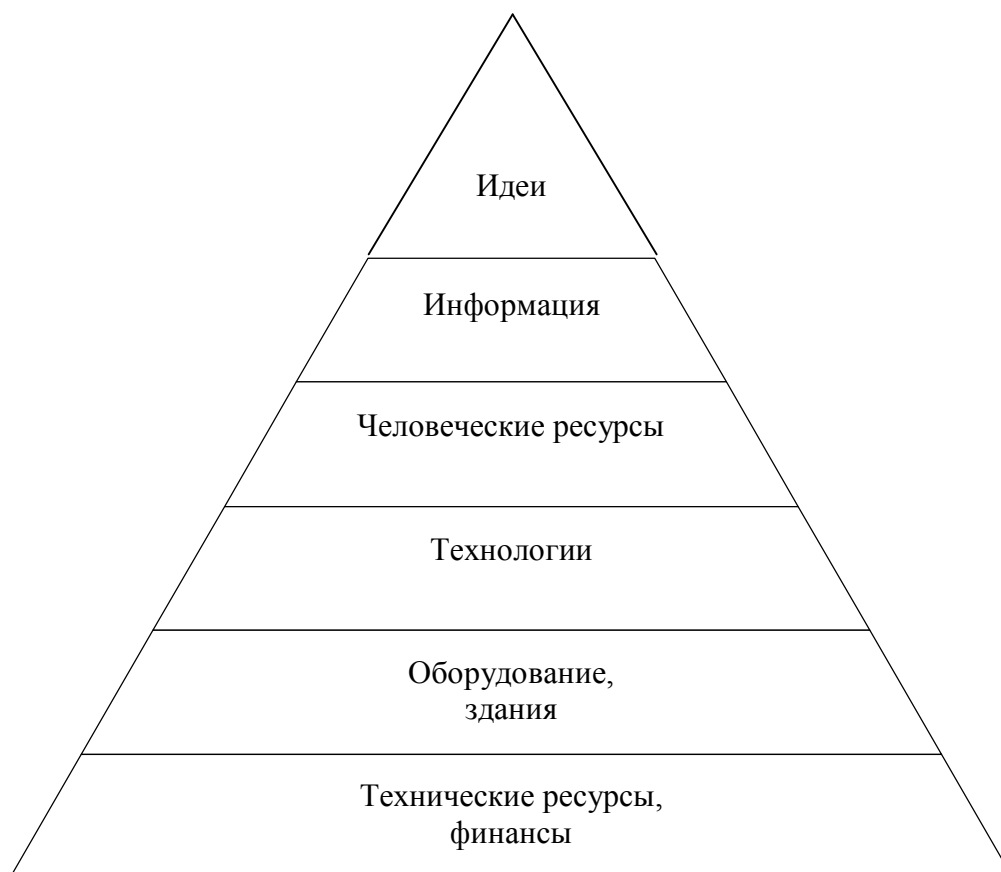 Идеи
Информация
Человеческие ресурсы
Технологии
Оборудование,
здания
Технические ресурсы,
финансы